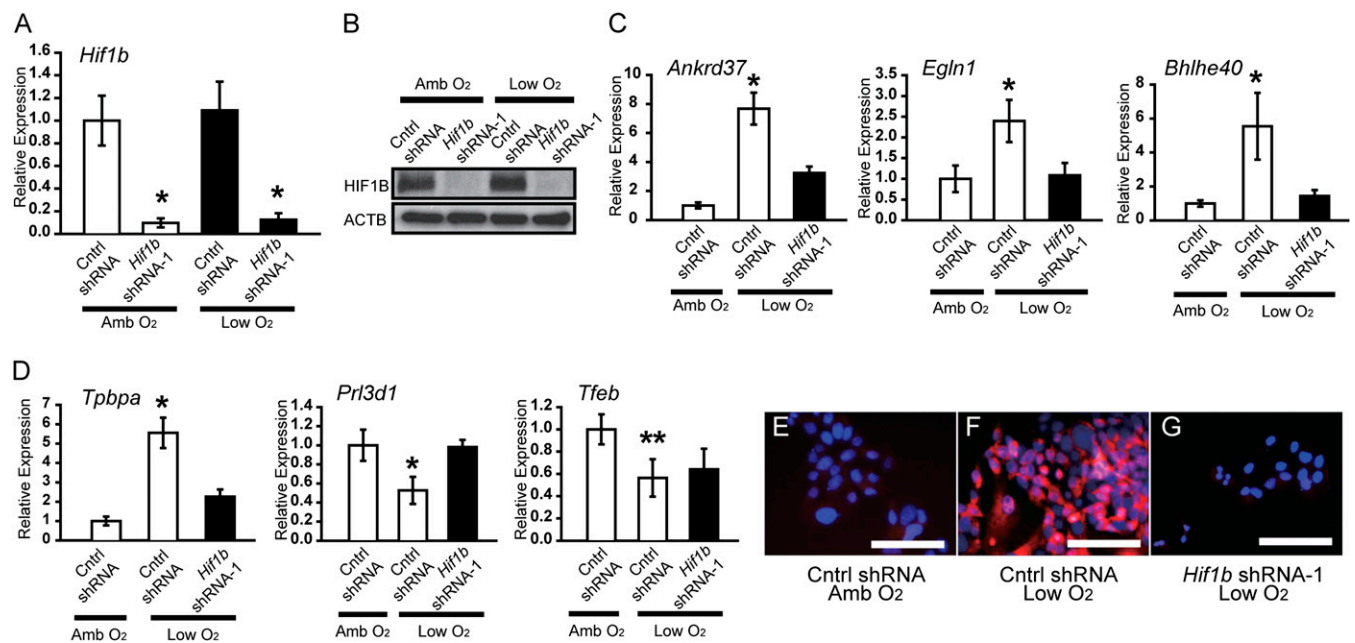 A
Hif1b
Relative Expression
1.6
1.4
1.2
1.0
0.8
0.6
0.4
0.2
0.0
*
*
Cntrl shRNA
Hif1b shRNA-1
Cntrl shRNA
Hif1b shRNA-1
Amb O2
Low O2
B
Amb O2
Low O2
Cntrl shRNA
Hif1b shRNA-1
Cntrl shRNA
Hif1b shRNA-1
HIF1B
ACTB
C
Ankrd37
Relative Expression
10
8
6
4
2
0
*
Cntrl shRNA
Cntrl shRNA
Hif1b shRNA-1
Amb O2
Low O2
Egln1
Relative Expression
3.5
3.0
2.5
2.0
1.5
1.0
0.5
0.0
*
Cntrl shRNA
Cntrl shRNA
Hif1b shRNA-1
Amb O2
Low O2
Bhlhe40
Relative Expression
8
6
4
2
0
*
Cntrl shRNA
Cntrl shRNA
Hif1b shRNA-1
Amb O2
Low O2
D
Tpbpa
Relative Expression
7
6
5
4
3
2
1
0
*
Cntrl shRNA
Cntrl shRNA
Hif1b shRNA-1
Amb O2
Low O2
Prl3d1
Relative Expression
1.4
1.2
1.0
0.8
0.6
0.4
0.2
0.0
*
Cntrl shRNA
Cntrl shRNA
Hif1b shRNA-1
Amb O2
Low O2
Tfeb
Relative Expression
1.2
1.0
0.8
0.6
0.4
0.2
0.0
**
Cntrl shRNA
Cntrl shRNA
Hif1b shRNA-1
Amb O2
Low O2
E
F
G
Cntrl shRNA
Amb O2
Cntrl shRNA
Low O2
Hif1b shRNA-1
Low O2